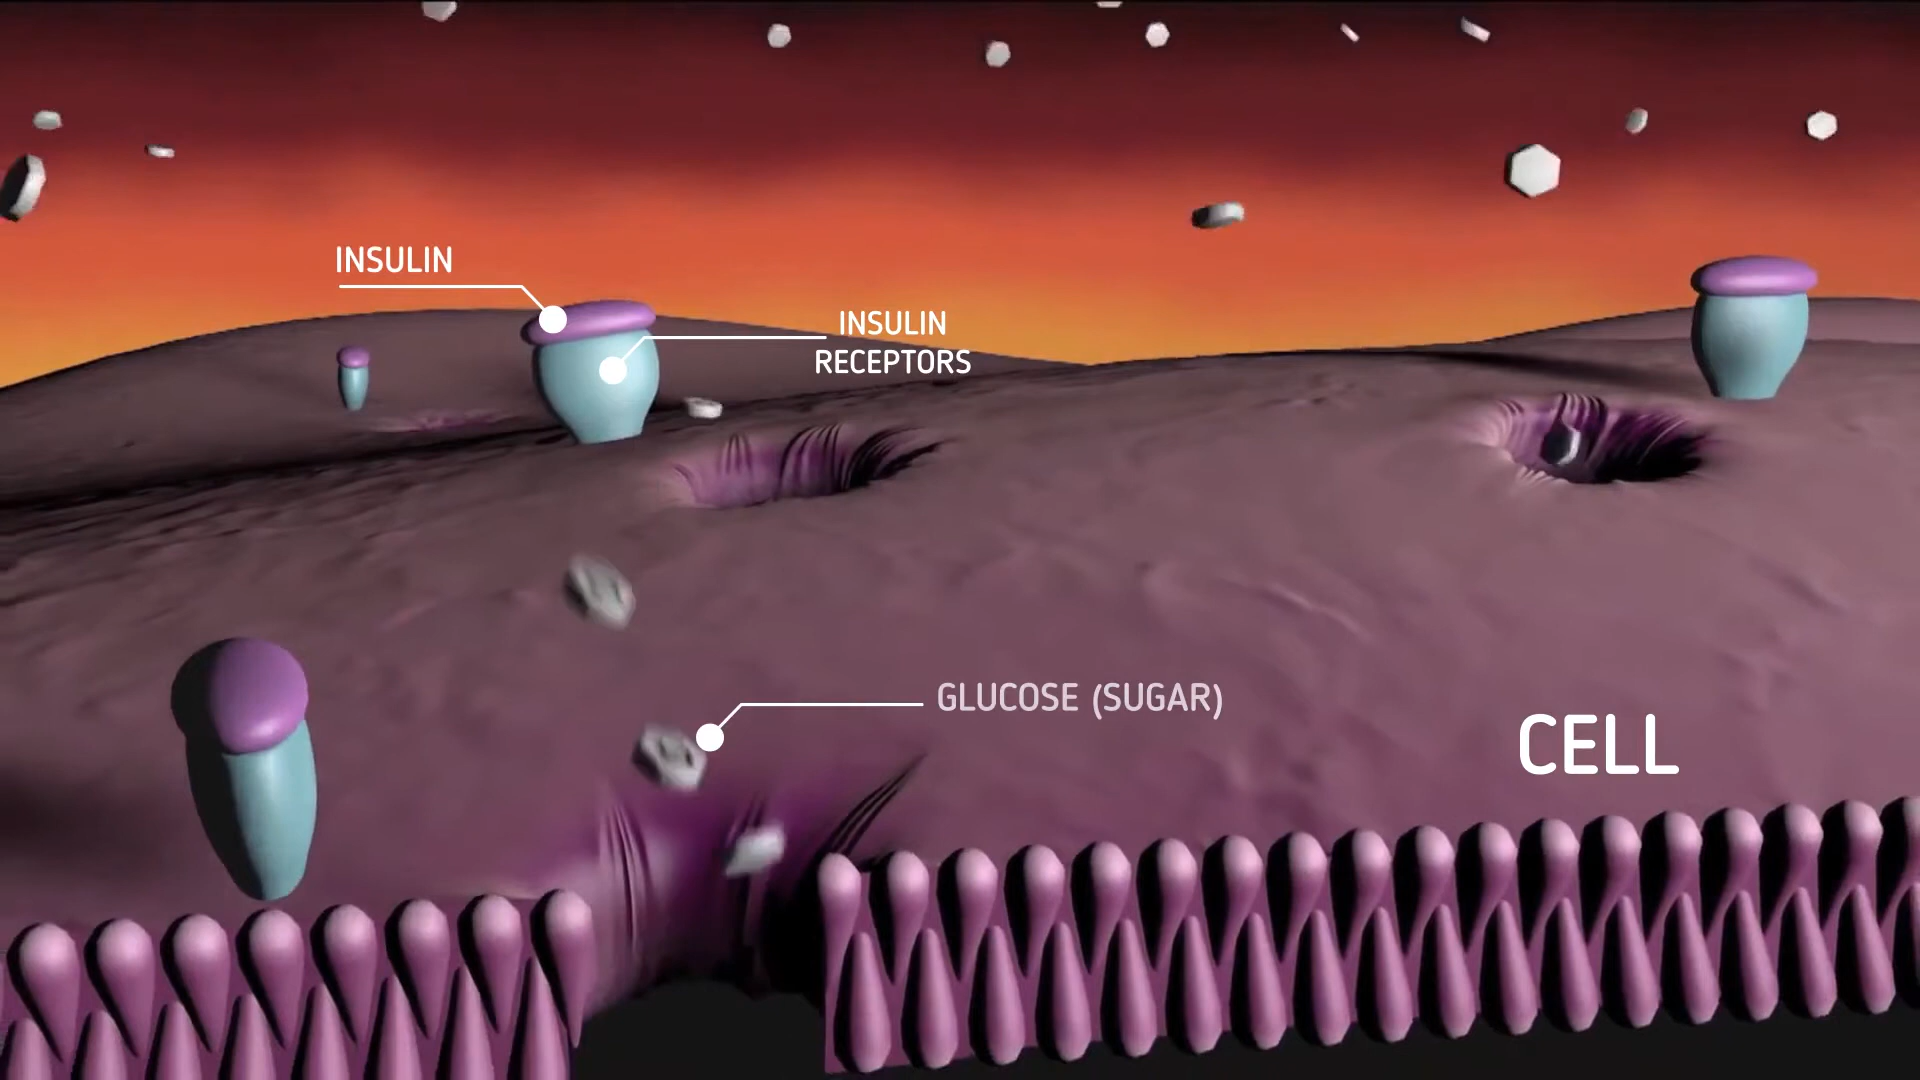 INSULIN
INSULIN
RECEPTORS
GLUCOSE (SUGAR)
CELL